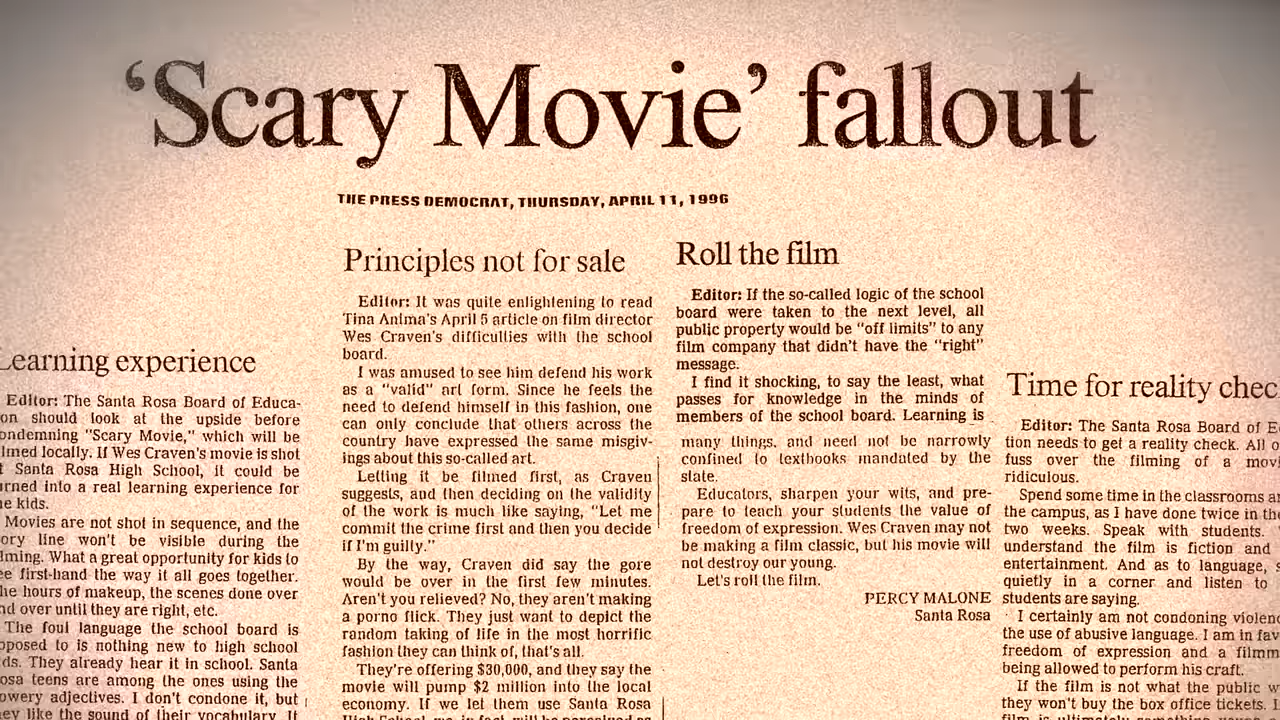 ‘Scary Movie’ fallout
THE PRESS DEMOCRAT, THURSDAY, APRIL 11, 1996
Learning experience
Editor: The Santa Rosa Board of Educa-
on should look at the upside before
ondemning "Scary Movie," which will be
lmed locally. If Wes Craven's movie is shot
t Santa Rosa High School, it could be
urned into a real learning experience for
he kids.
Movies are not shot in sequence, and the
ory line won't be visible during the
lming. What a great opportunity for kids to
ee first-hand the way it all goes together.
he hours of makeup, the scenes done over
nd over until they are right, etc.
The foul language the school board is
pposed to is nothing new to high school
ds. They already hear it in school. Santa
osa teens are among the ones using the
owery adjectives. I don't condone it, but
hey like the sound of their vocabulary. It
Principles not for sale
Editor: It was quite enlightening to read
Tina Anima's April 5 article on film director
Wes Craven's difficulties with the school
board.
I was amused to see him defend his work
as a "valid" art form. Since he feels the
need to defend himself in this fashion, one
can only conclude that others across the
country have expressed the same misgiv-
ings about this so-called art.
Letting it be filmed first, as Craven
suggests, and then deciding on the validity
of the work is much like saying, "Let me
commit the crime first and then you decide
if I'm guilty."
By the way, Craven did say the gore
would be over in the first few minutes.
Aren't you relieved? No, they aren't making
a porno flick. They just want to depict the
random taking of life in the most horrific
fashion they can think of, that's all.
They're offering $30,000, and they say the
movie will pump $2 million into the local
economy. If we let them use Santa Rosa
High School, we, in fact, will be perceived as
Roll the film
Editor: If the so-called logic of the school
board were taken to the next level, all
public property would be "off limits" to any
film company that didn't have the "right"
message.
I find it shocking, to say the least, what
passes for knowledge in the minds of
members of the school board. Learning is
many things, and need not be narrowly
confined to textbooks mandated by the
state.
Educators, sharpen your wits, and pre-
pare to teach your students the value of
freedom of expression. Wes Craven may not
be making a film classic, but his movie will
not destroy our young.
Let's roll the film.
PERCY MALONE
Santa Rosa
Time for reality chec
Editor: The Santa Rosa Board of E
tion needs to get a reality check. All o
fuss over the filming of a movi
ridiculous.
Spend some time in the classrooms a
the campus, as I have done twice in th
two weeks. Speak with students.
understand the film is fiction and
entertainment. And as to language, s
quietly in a corner and listen to
students are saying.
I certainly am not condoning violenc
the use of abusive language. I am in fav
freedom of expression and a filmm
being allowed to perform his craft.
If the film is not what the public w
they won't buy the box office tickets. I
film is ultimately